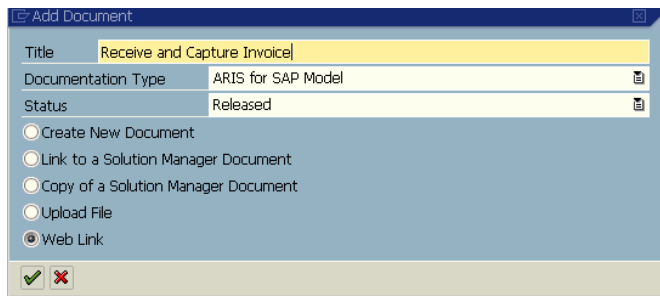 Add Document
Title Receive and Capture Invoice
Documentation Type ARIS for SAP Model
Status Released
Create New Document
Link to a Solution Manager Document
Copy of a Solution Manager Document
Upload File
Web Link